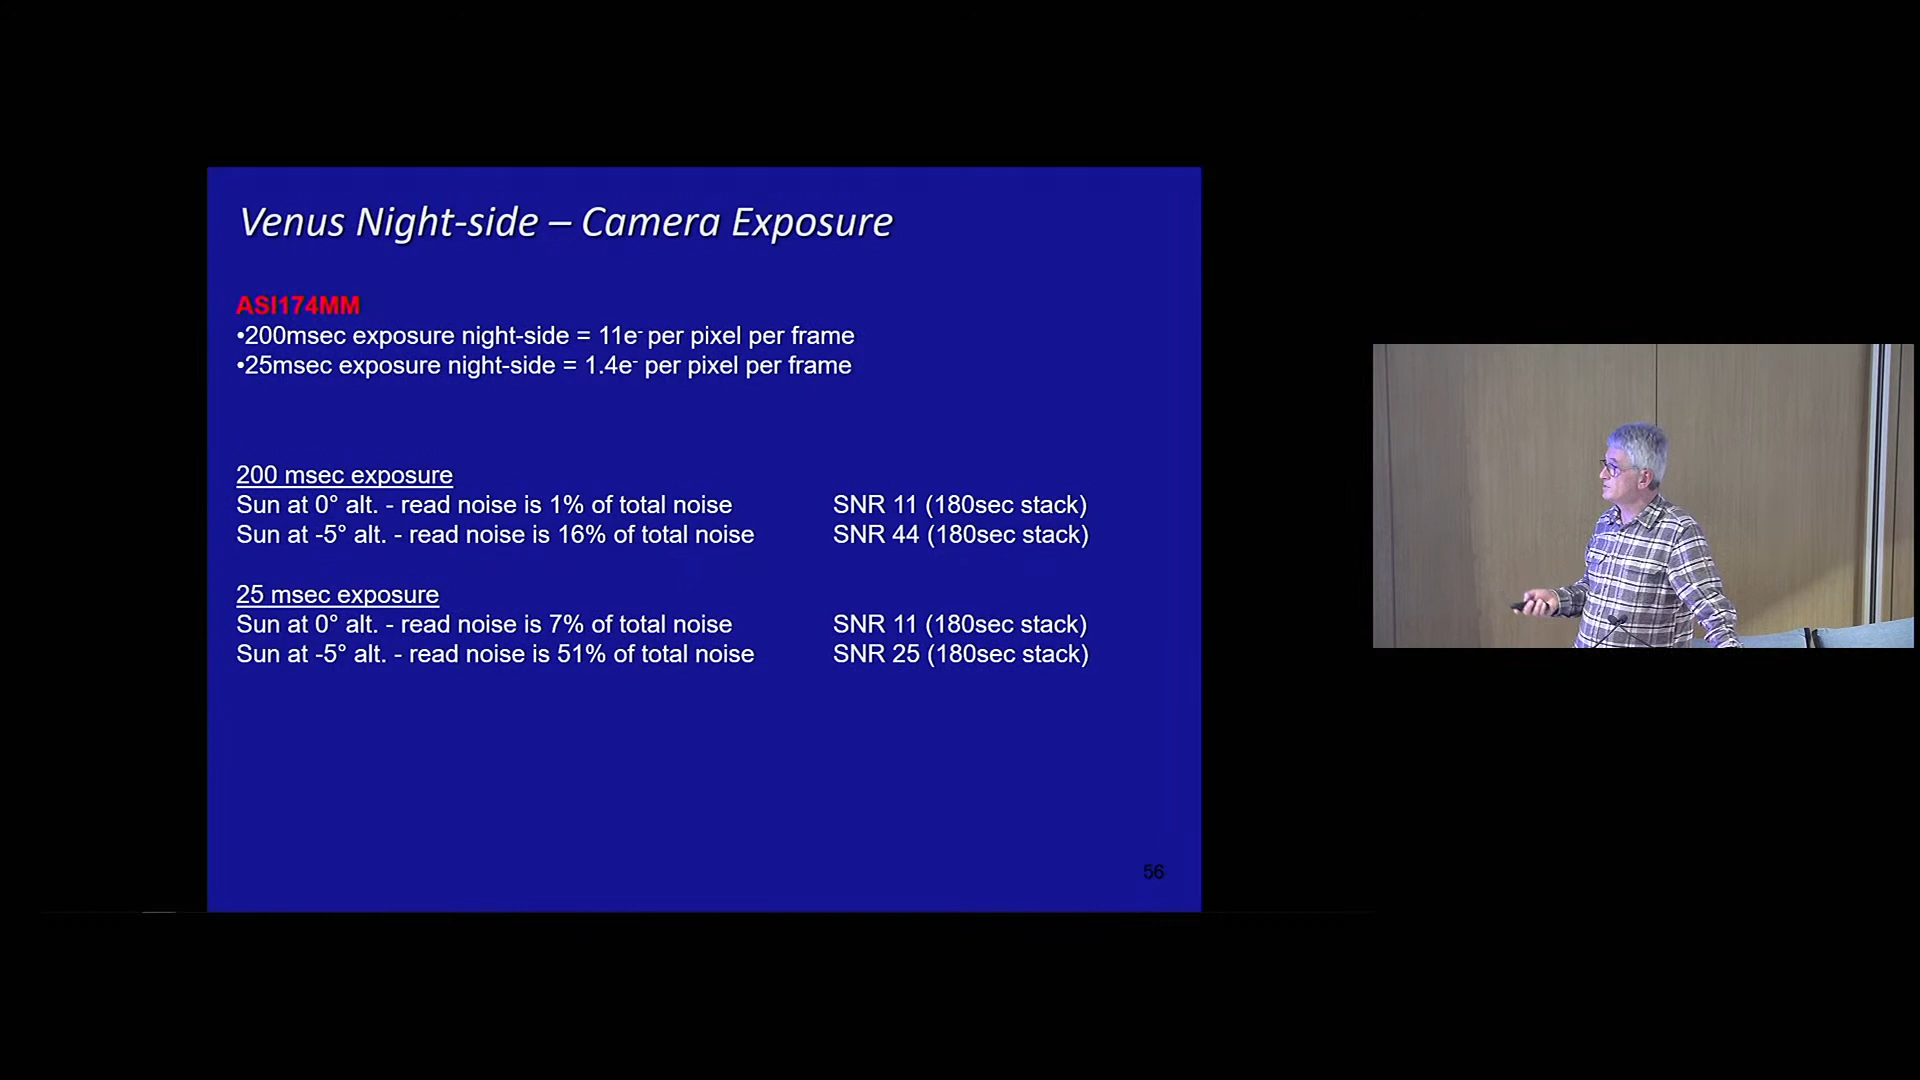 Venus Night-side – Camera Exposure
ASI174MM
•200msec exposure night-side = 11e- per pixel per frame
•25msec exposure night-side = 1.4e- per pixel per frame
200 msec exposure
Sun at 0° alt. - read noise is 1% of total noise SNR 11 (180sec stack)
Sun at -5° alt. - read noise is 16% of total noise SNR 44 (180sec stack)
25 msec exposure
Sun at 0° alt. - read noise is 7% of total noise SNR 11 (180sec stack)
Sun at -5° alt. - read noise is 51% of total noise SNR 25 (180sec stack)
56